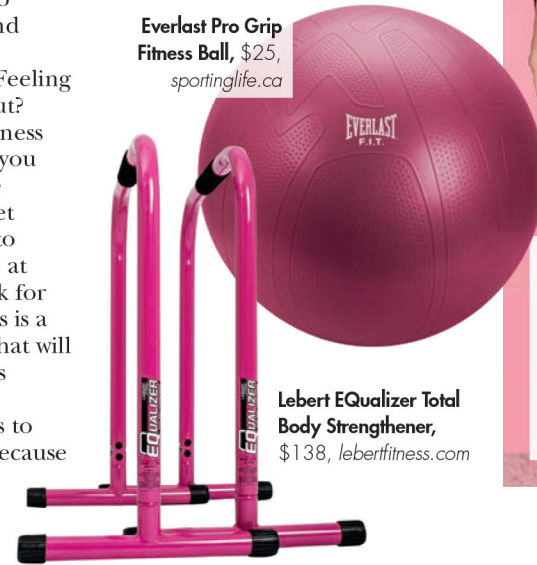 nd
Feeling
ut?
ness
you
et
to
at
k for
s is a
hat will
s
s to
ecause
Everlast Pro Grip
Fitness Ball, $25,
sportinglife.ca
EVERLAST
F.I.T.
EQUALIZER
EQUALIZER
Lebert EQualizer Total
Body Strengthener,
$138, lebertfitness.com